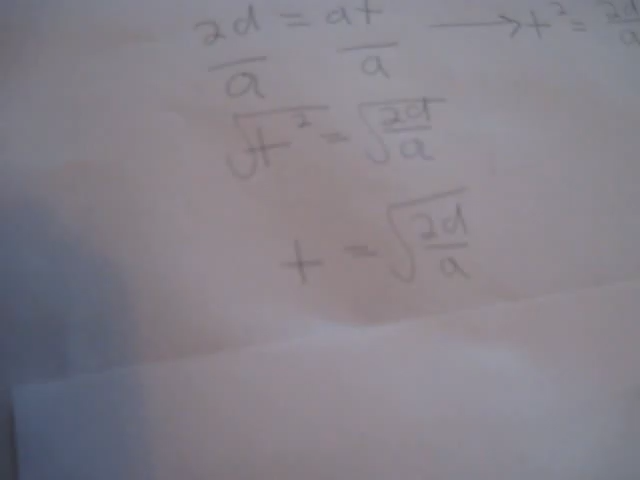 2d = at → t² = 2d/a
a a
√t² = √2d/a
t = √2d/a